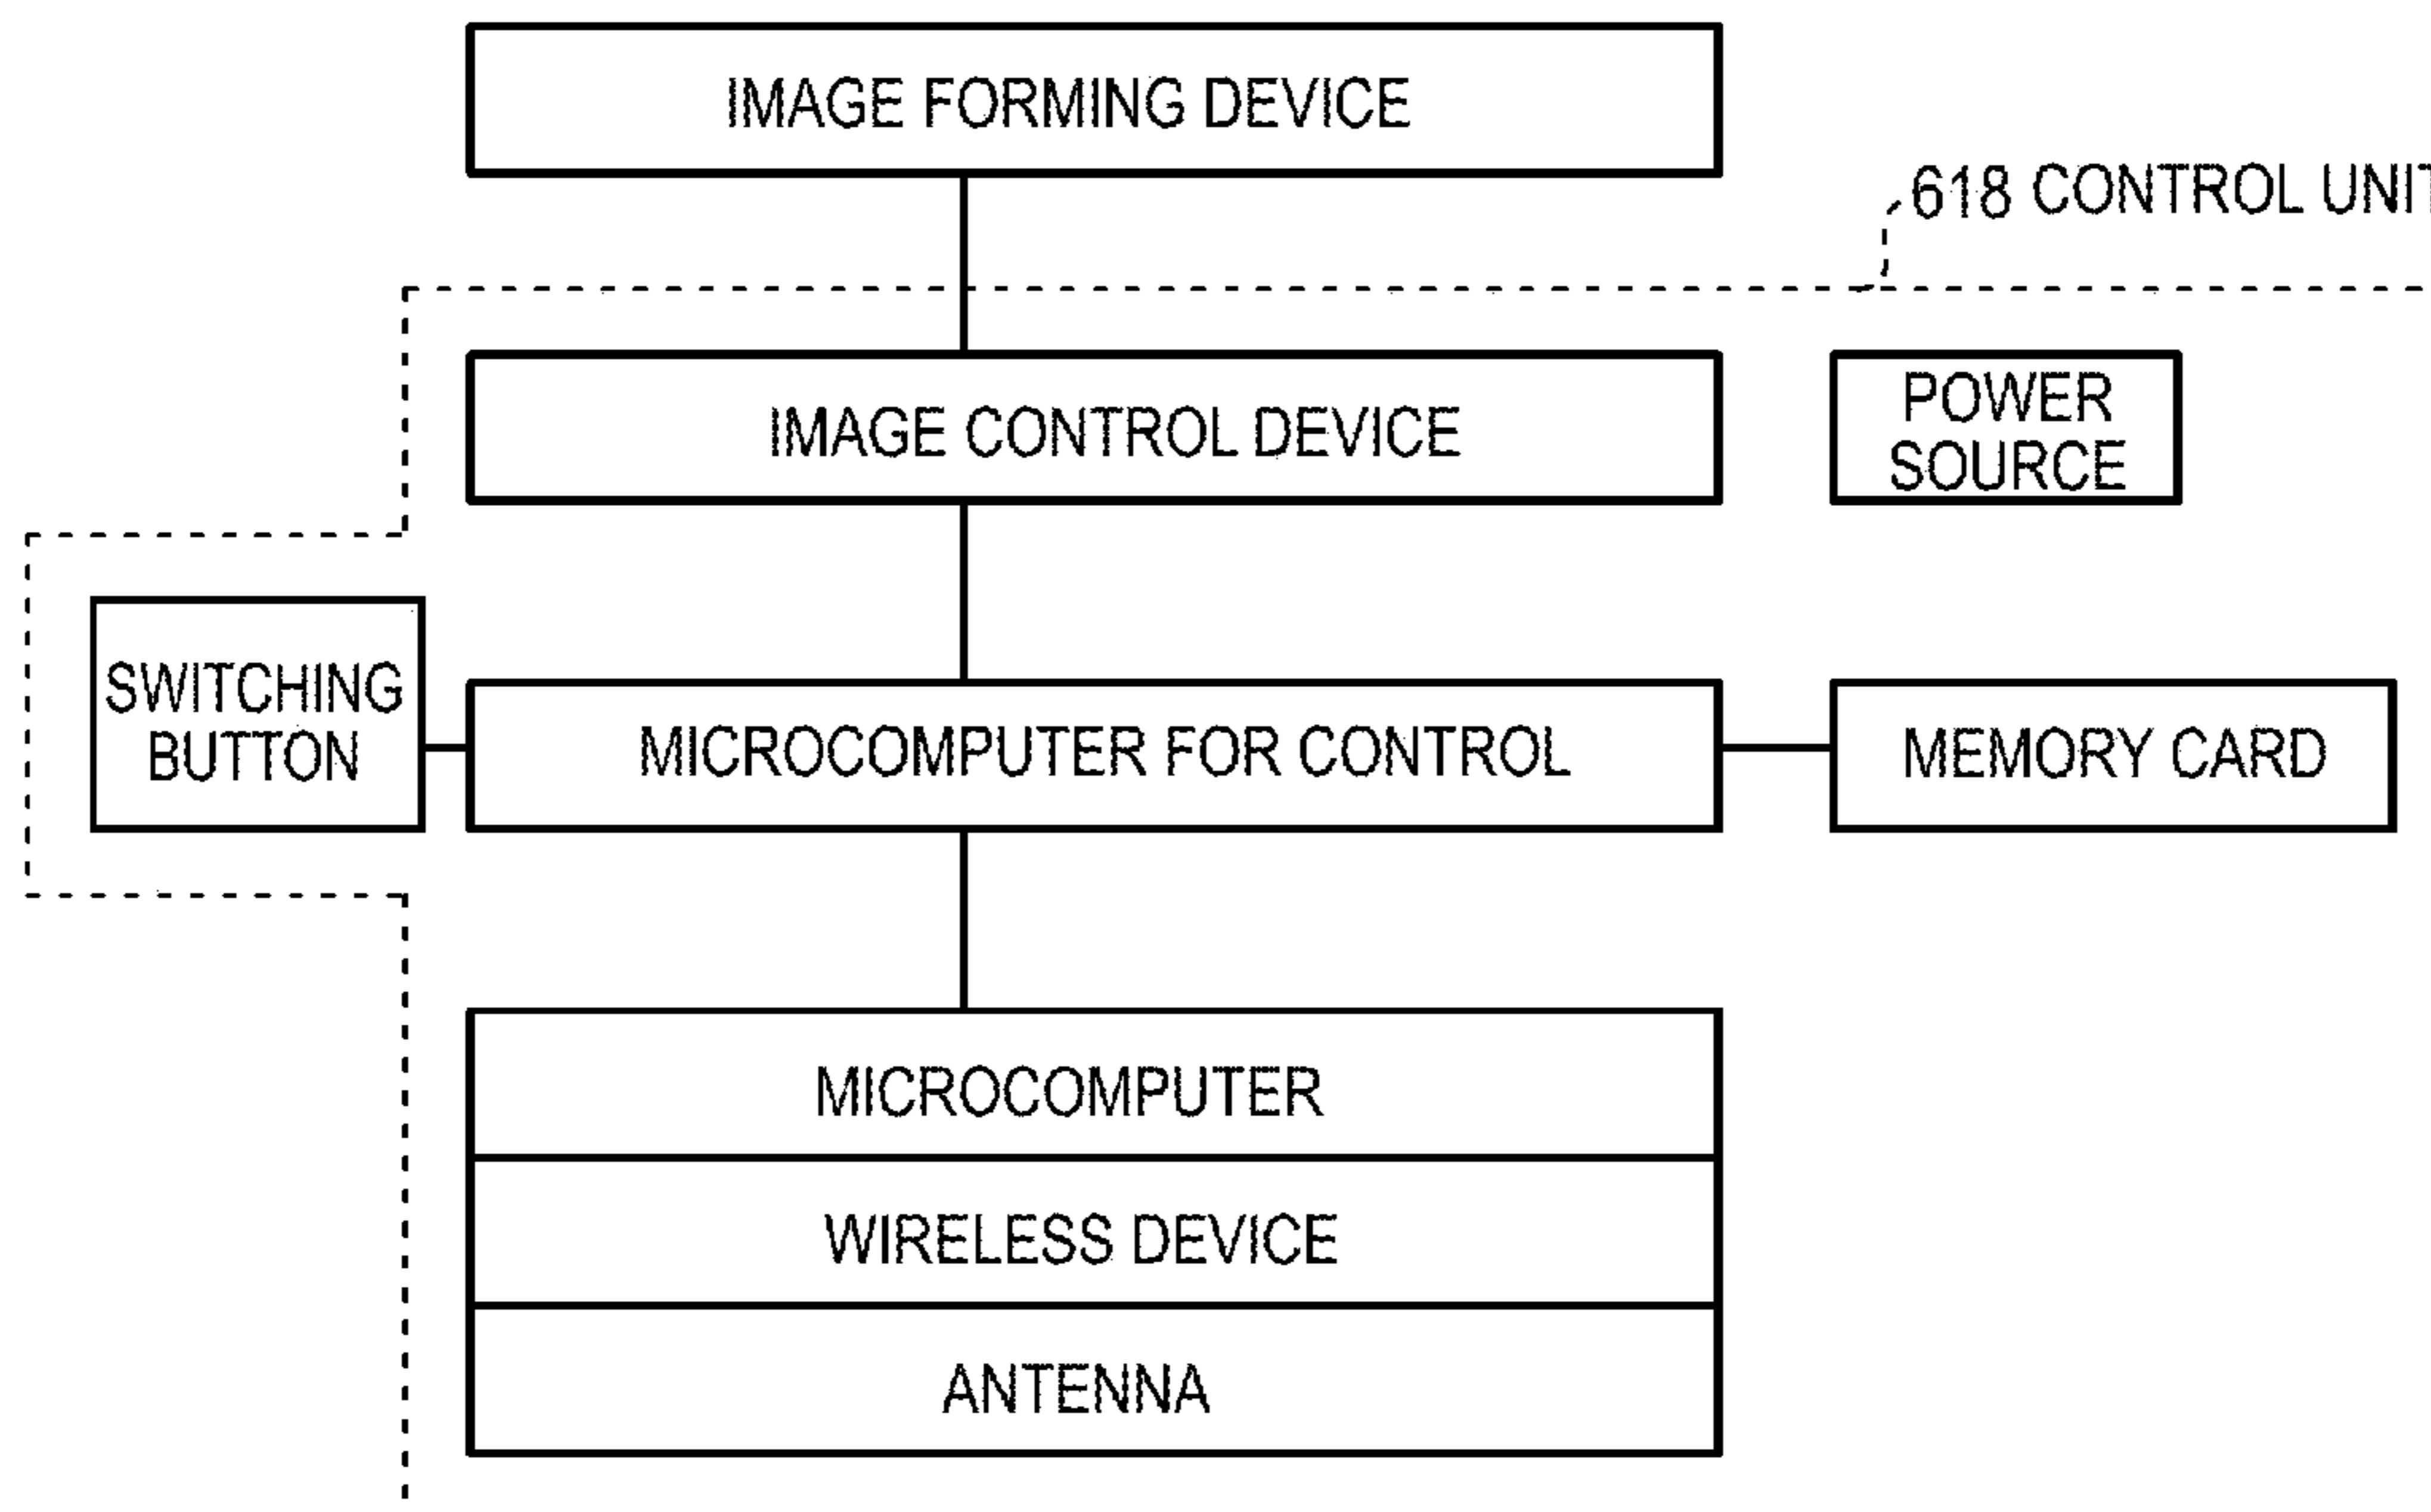 IMAGE FORMING DEVICE
618 CONTROL UNIT
IMAGE CONTROL DEVICE
POWER
SOURCE
SWITCHING
BUTTON
MICROCOMPUTER FOR CONTROL
MEMORY CARD
MICROCOMPUTER
WIRELESS DEVICE
ANTENNA